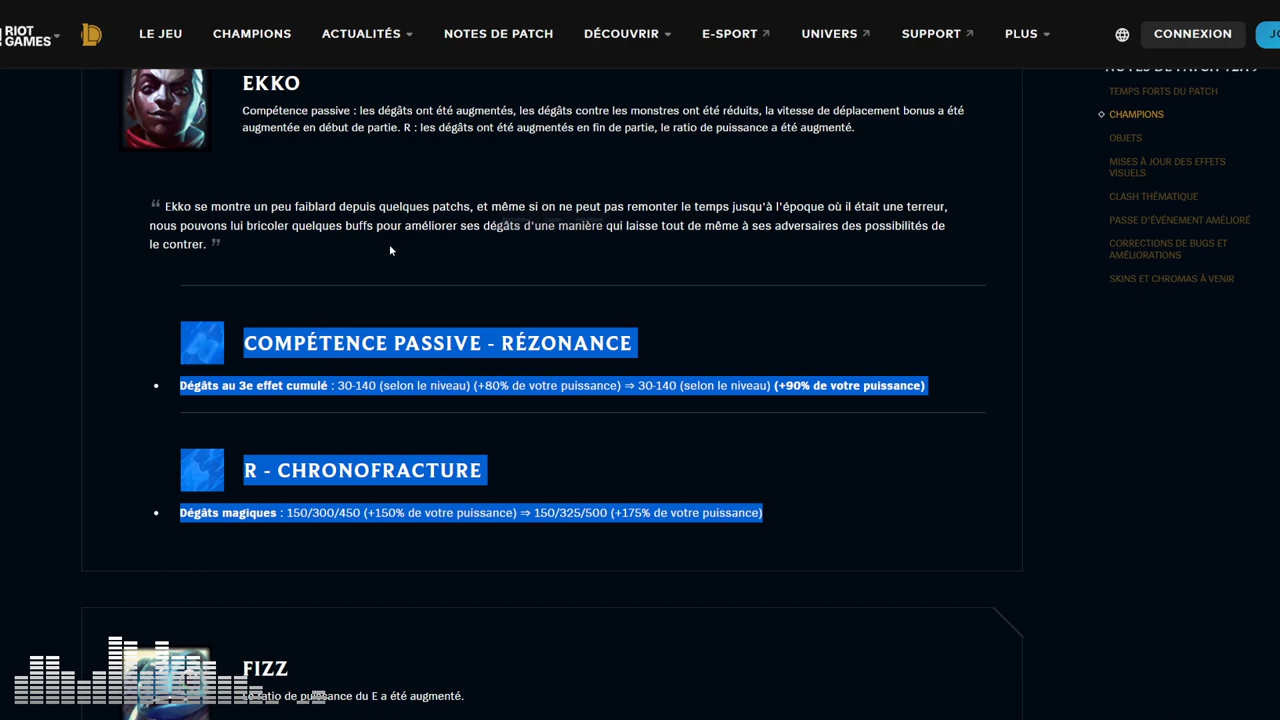 RIOT GAMES
LE JEU
CHAMPIONS
ACTUALITÉS
NOTES DE PATCH
DÉCOUVRIR
E-SPORT
UNIVERS
SUPPORT
PLUS
CONNEXION
NOTES DE PATCH
TEMPS FORTS DU PATCH
CHAMPIONS
OBJETS
MISES À JOUR DES EFFETS
VISUELS
CLASH THÉMATIQUE
PASSE D'ÉVÉNEMENT AMÉLIORÉ
CORRECTIONS DE BUGS ET
AMÉLIORATIONS
SKINS ET CHROMAS À VENIR
EKKO
Compétence passive : les dégâts ont été augmentés, les dégâts contre les monstres ont été réduits, la vitesse de déplacement bonus a été
augmentée en début de partie. R : les dégâts ont été augmentés en fin de partie, le ratio de puissance a été augmenté.
“ Ekko se montre un peu faiblard depuis quelques patchs, et même si on ne peut pas remonter le temps jusqu'à l'époque où il était une terreur,
nous pouvons lui bricoler quelques buffs pour améliorer ses dégâts d'une manière qui laisse tout de même à ses adversaires des possibilités de
le contrer. ”
COMPÉTENCE PASSIVE - RÉZONANCE
• Dégâts au 3e effet cumulé : 30-140 (selon le niveau) (+80% de votre puissance) ⇒ 30-140 (selon le niveau) (+90% de votre puissance)
R - CHRONOFRACTURE
• Dégâts magiques : 150/300/450 (+150% de votre puissance) ⇒ 150/325/500 (+175% de votre puissance)
FIZZ
Le ratio de puissance du E a été augmenté.